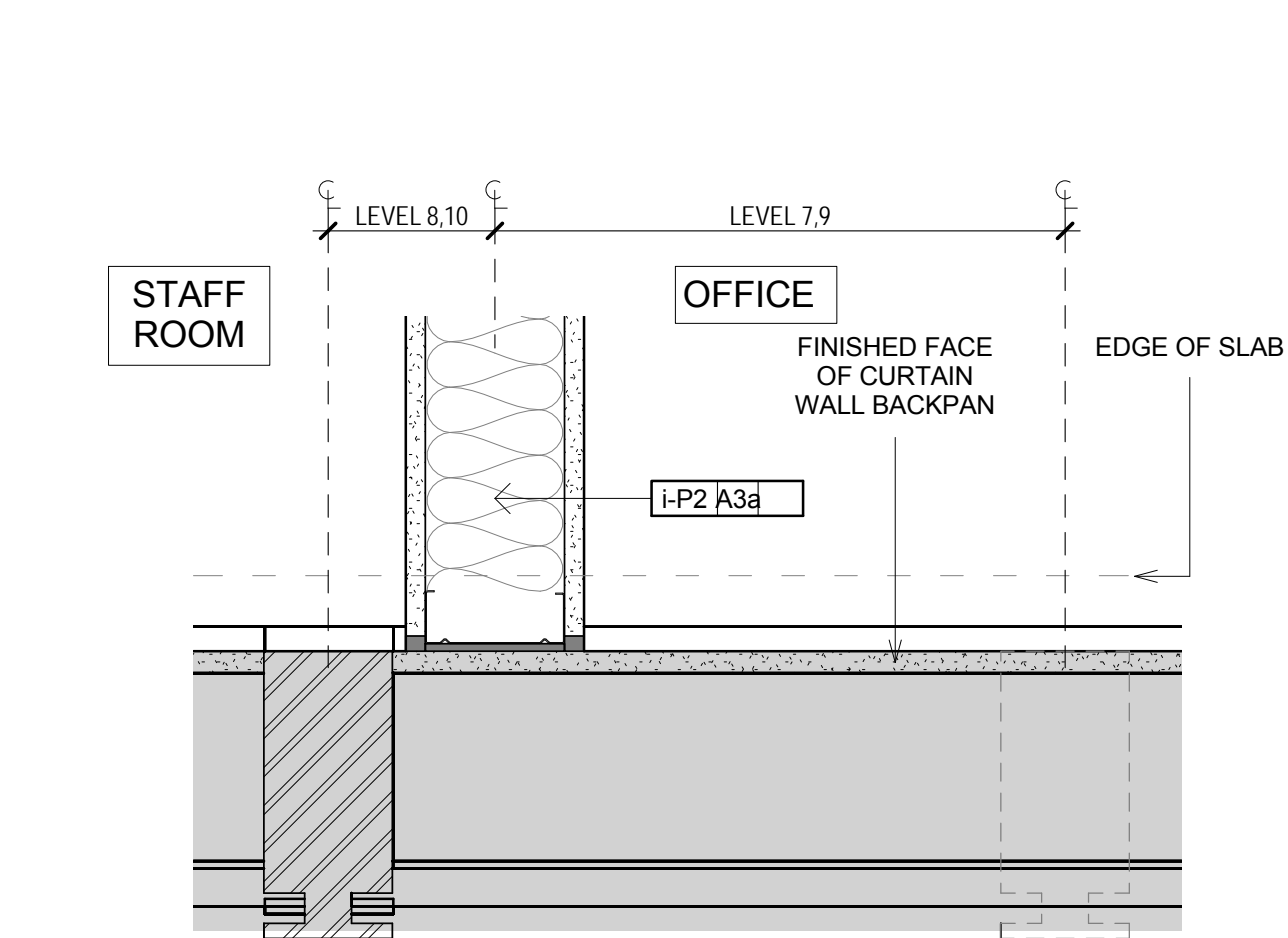 LEVEL 8,10
LEVEL 7,9
STAFF
ROOM
OFFICE
FINISHED FACE
OF CURTAIN
WALL BACKPAN
EDGE OF SLAB
i-P2 A3a